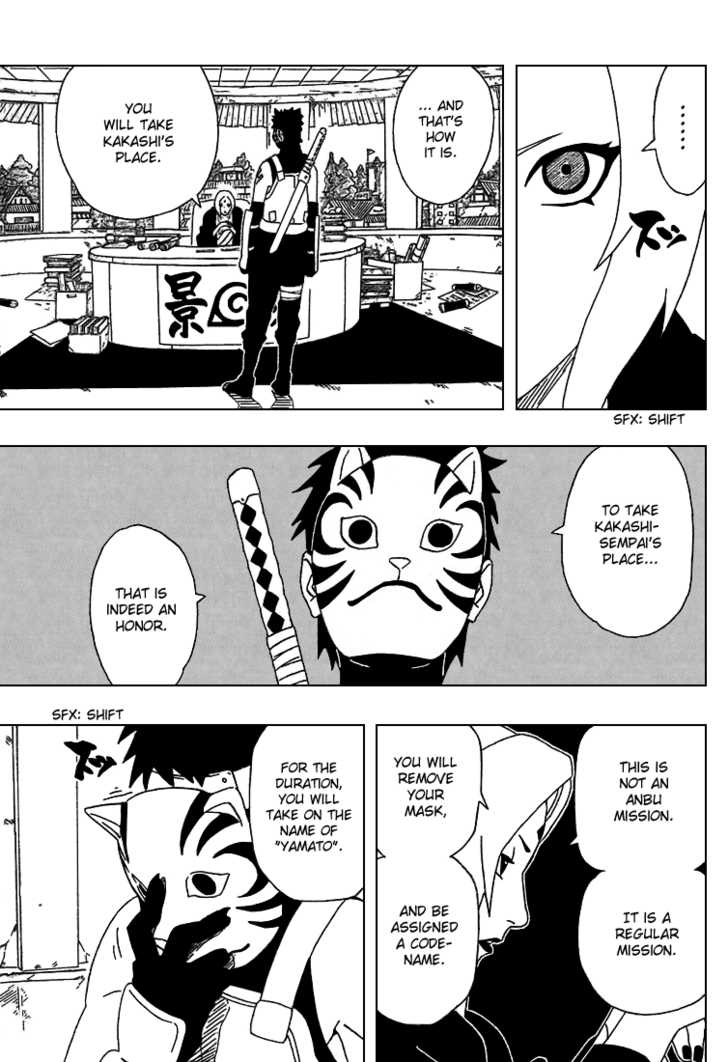 .......
ズッ
SFX: SHIFT
... AND
THAT'S
HOW
IT IS.
YOU
WILL TAKE
KAKASHI'S
PLACE.
景
TO TAKE
KAKASHI-
SEMPAI'S
PLACE...
THAT IS
INDEED AN
HONOR.
THIS IS
NOT AN
ANBU
MISSION.
IT IS A
REGULAR
MISSION.
YOU WILL
REMOVE
YOUR
MASK,
AND BE
ASSIGNED
A CODE-
NAME.
FOR THE
DURATION,
YOU WILL
TAKE ON THE
NAME OF
"YAMATO".
SFX: SHIFT
ズッ